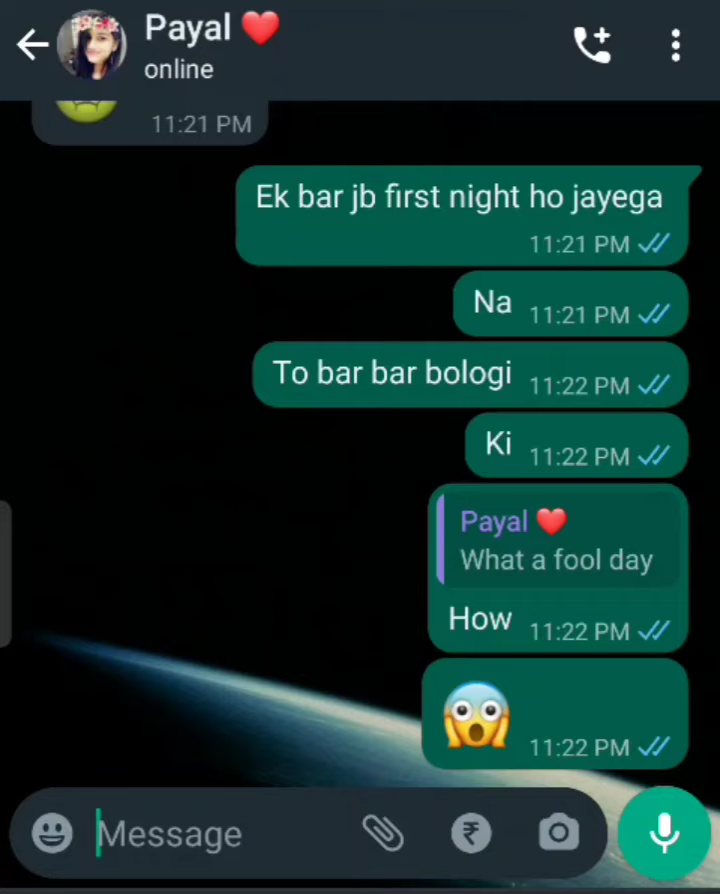 Payal
online
11:21 PM
Ek bar jb first night ho jayega
11:21 PM
Na 11:21 PM
To bar bar bologi 11:22 PM
Ki 11:22 PM
Payal
What a fool day
How 11:22 PM
11:22 PM
Message